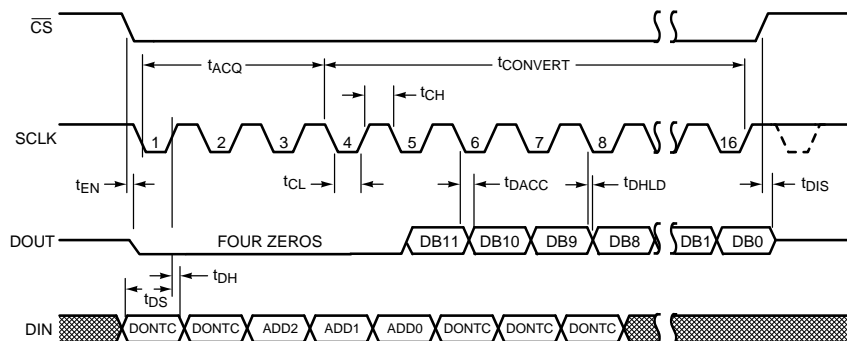 CS
tACQ
tCONVERT
tCH
SCLK
1 2 3 4 5 6 7 8 16
tEN
tCL
tDACC
tDHLD
tDIS
DOUT
FOUR ZEROS
DB11 DB10 DB9 DB8 DB1 DB0
tDH
tDS
DIN
DONTC DONTC ADD2 ADD1 ADD0 DONTC DONTC DONTC